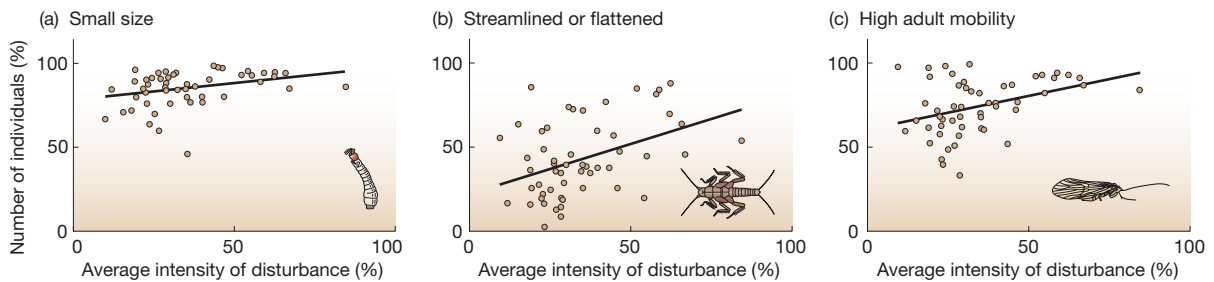 (a) Small size
(b) Streamlined or flattened
(c) High adult mobility
Number of individuals (%)
100
50
0
0
50
100
Average intensity of disturbance (%)
100
50
0
0
50
100
Average intensity of disturbance (%)
100
50
0
0
50
100
Average intensity of disturbance (%)